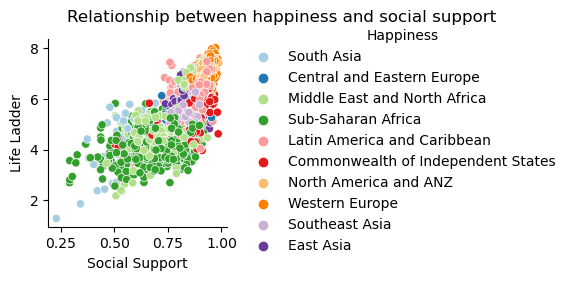 Relationship between happiness and social support
Happiness
South Asia
Central and Eastern Europe
Middle East and North Africa
Sub-Saharan Africa
Latin America and Caribbean
Commonwealth of Independent States
North America and ANZ
Western Europe
Southeast Asia
East Asia
Life Ladder
8
6
4
2
0.25 0.50 0.75 1.00
Social Support